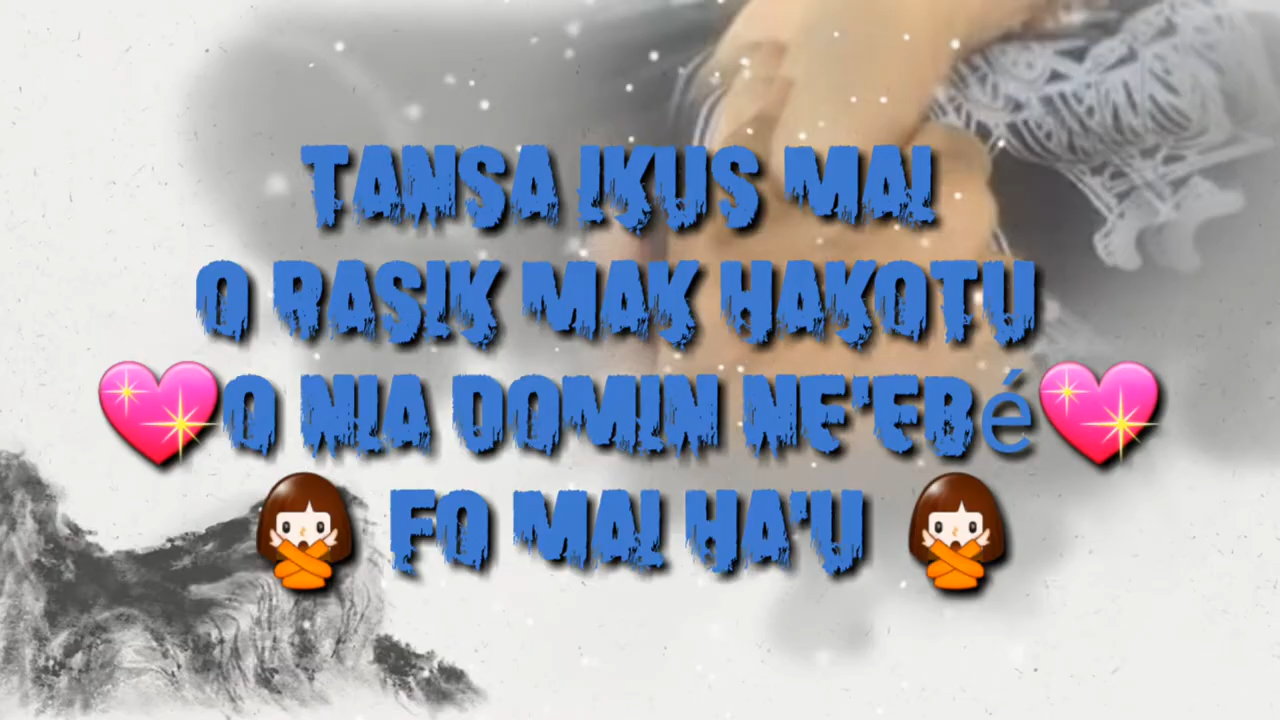 TANSA IKUS MAI
O RASIK MAK HAKOTU
💖O NIA DOMIN NE'EBé💖
🙅 FO MAI HA'U 🙅